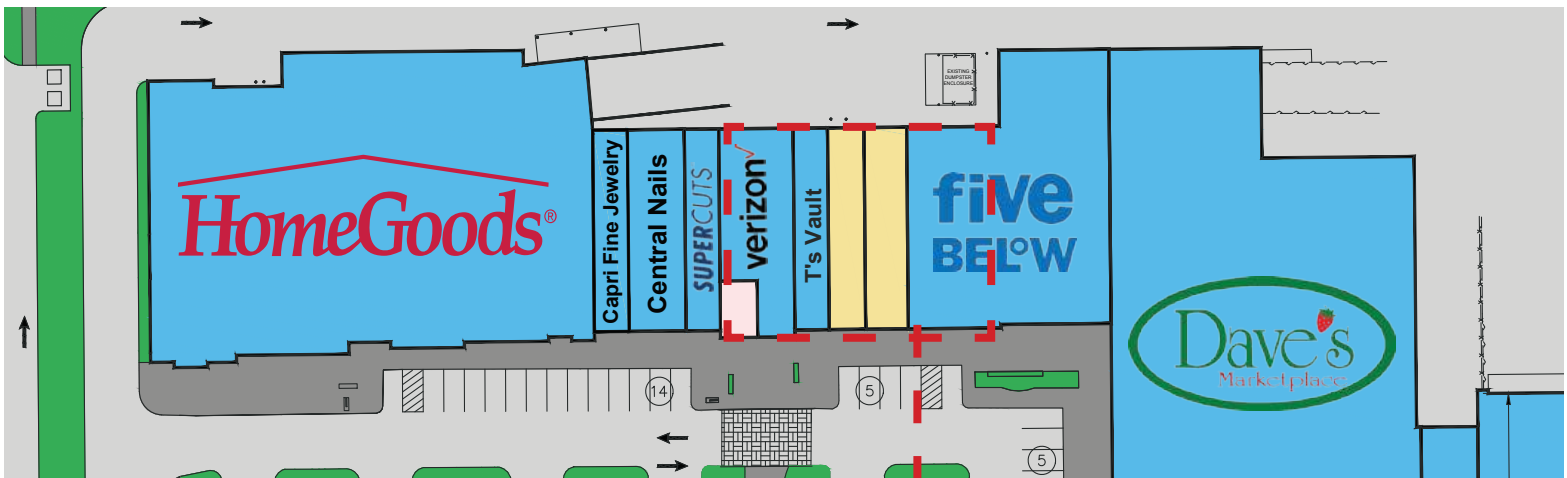 EXISTING
DUMPSTER
ENCLOSURE
HomeGoods®
Capri Fine Jewelry
Central Nails
SUPERCUTS
verizon
T's Vault
five
BELOW
Dave's
Marketplace
14
5
5